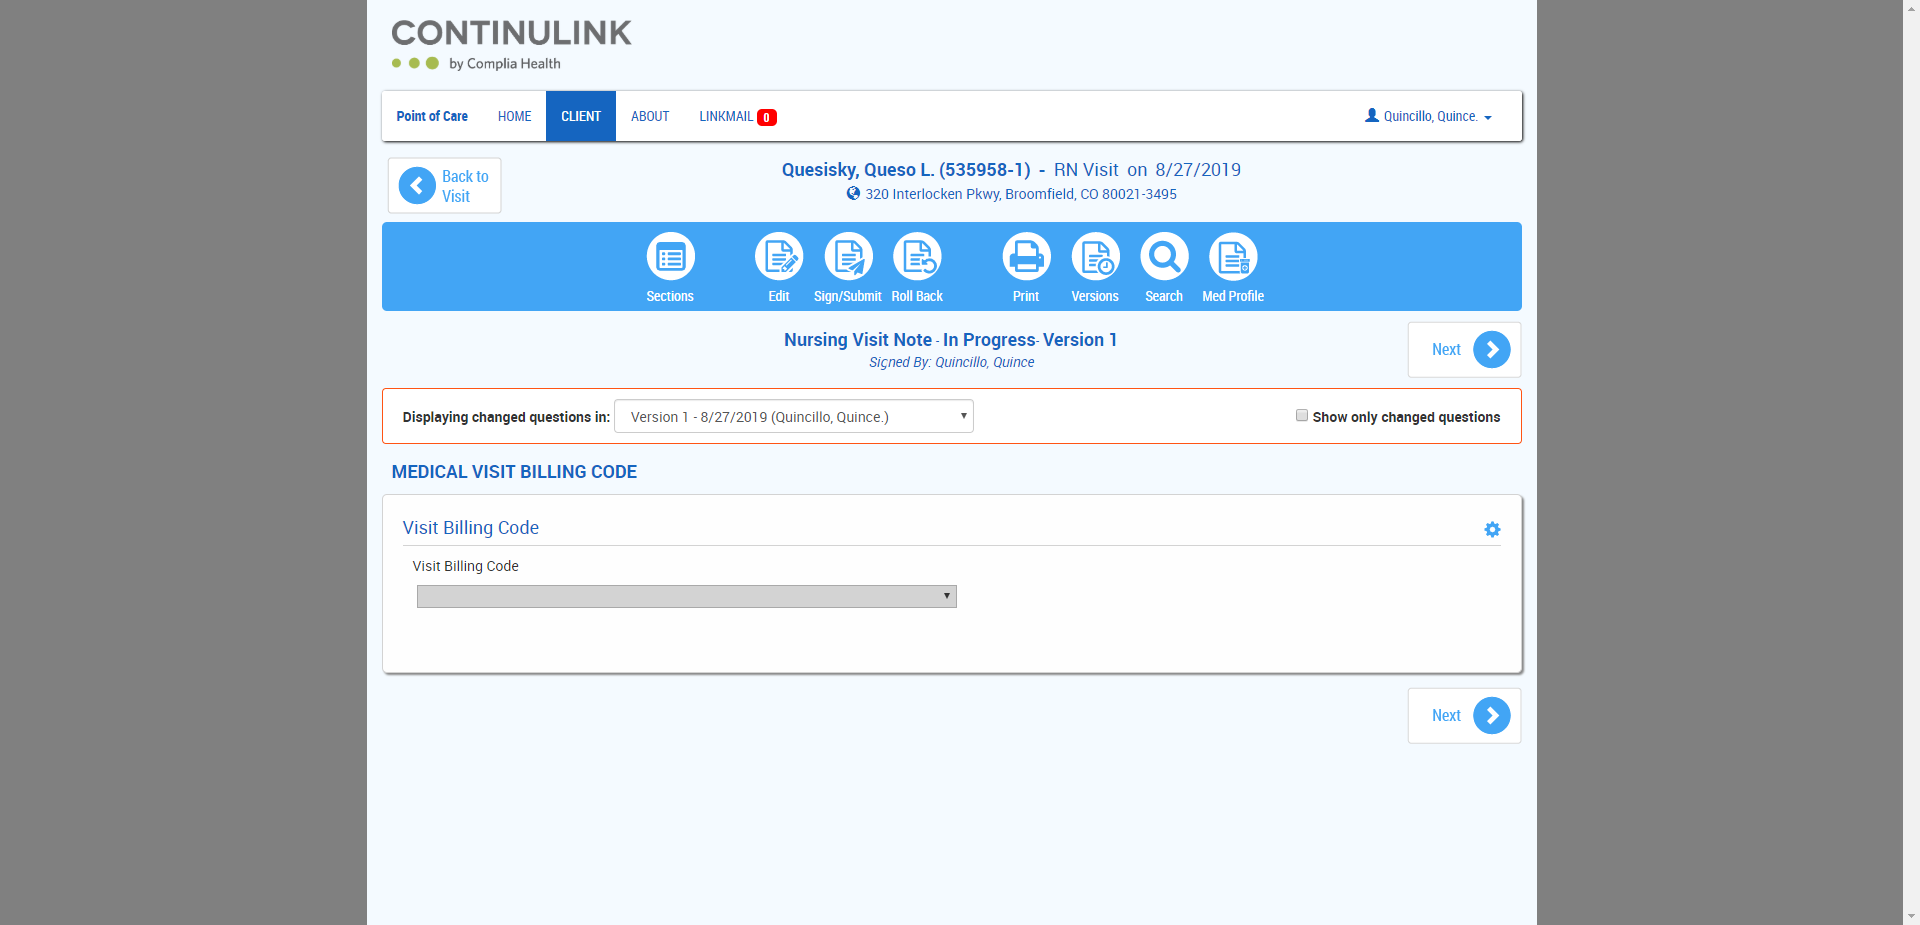 CONTINULINK
by Complia Health
Point of Care HOME CLIENT ABOUT LINKMAIL 0 Quincillo, Quince.
Back to
Visit
Quesisky, Queso L. (535958-1) - RN Visit on 8/27/2019
320 Interlocken Pkwy, Broomfield, CO 80021-3495
Sections Edit Sign/Submit Roll Back Print Versions Search Med Profile
Nursing Visit Note - In Progress- Version 1
Signed By: Quincillo, Quince
Next
Displaying changed questions in: Version 1 - 8/27/2019 (Quincillo, Quince.) Show only changed questions
MEDICAL VISIT BILLING CODE
Visit Billing Code
Visit Billing Code
Next